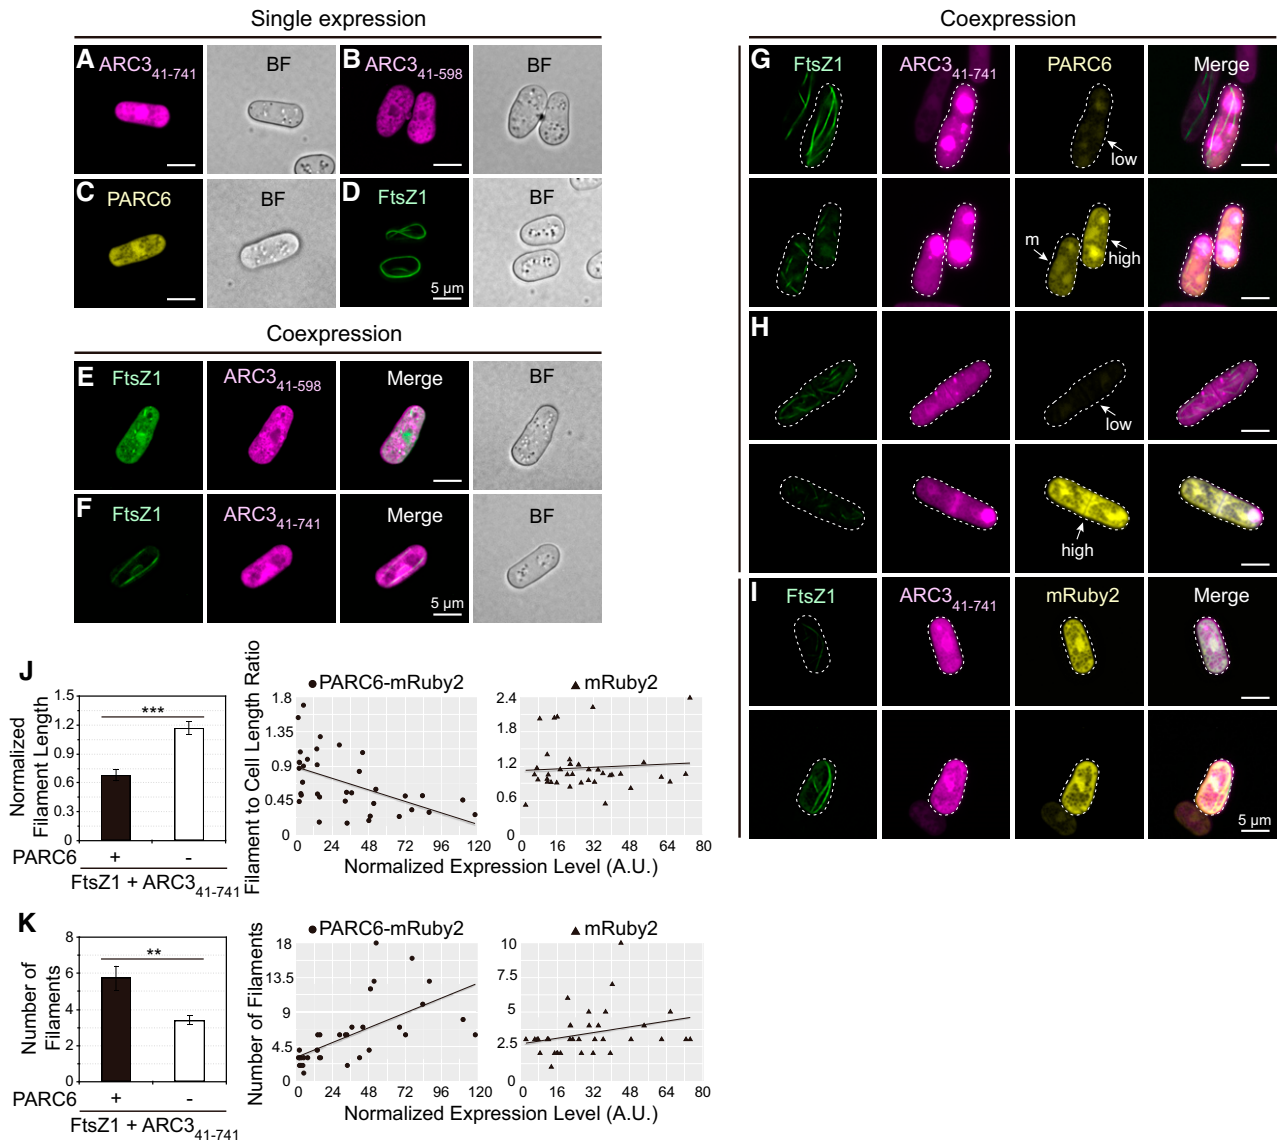 Single expression
A
ARC3 41-741
BF
B
ARC3 41-598
BF
C
PARC6
BF
D
FtsZ1
BF
5 µm
Coexpression
E
FtsZ1
ARC3 41-598
Merge
BF
F
FtsZ1
ARC3 41-741
Merge
BF
5 µm
Coexpression
G
FtsZ1
ARC3 41-741
PARC6
Merge
low
m
high
H
low
high
I
FtsZ1
ARC3 41-741
mRuby2
Merge
5 µm
J
Normalized
Filament Length
1.5
1.2
0.9
0.6
0.3
0
***
PARC6
+
-
FtsZ1 + ARC3 41-741
Filament to Cell Length Ratio
PARC6-mRuby2
1.8
1.35
0.9
0.45
0
0 24 48 72 96 120
mRuby2
2.4
1.8
1.2
0.6
0
0 16 32 48 64 80
Normalized Expression Level (A.U.)
K
Number of
Filaments
8
6
4
2
0
**
PARC6
+
-
FtsZ1 + ARC3 41-741
Number of Filaments
PARC6-mRuby2
18
13.5
9
4.5
0
0 24 48 72 96 120
mRuby2
10
7.5
5
2.5
0
0 16 32 48 64 80
Normalized Expression Level (A.U.)